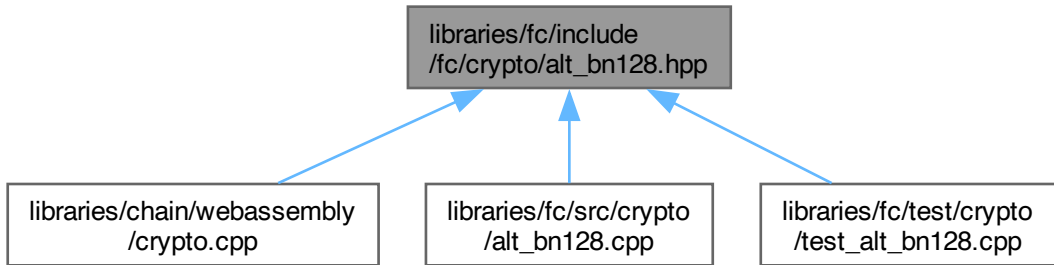 libraries/fc/include
/fc/crypto/alt_bn128.hpp
libraries/chain/webassembly
/crypto.cpp
libraries/fc/src/crypto
/alt_bn128.cpp
libraries/fc/test/crypto
/test_alt_bn128.cpp